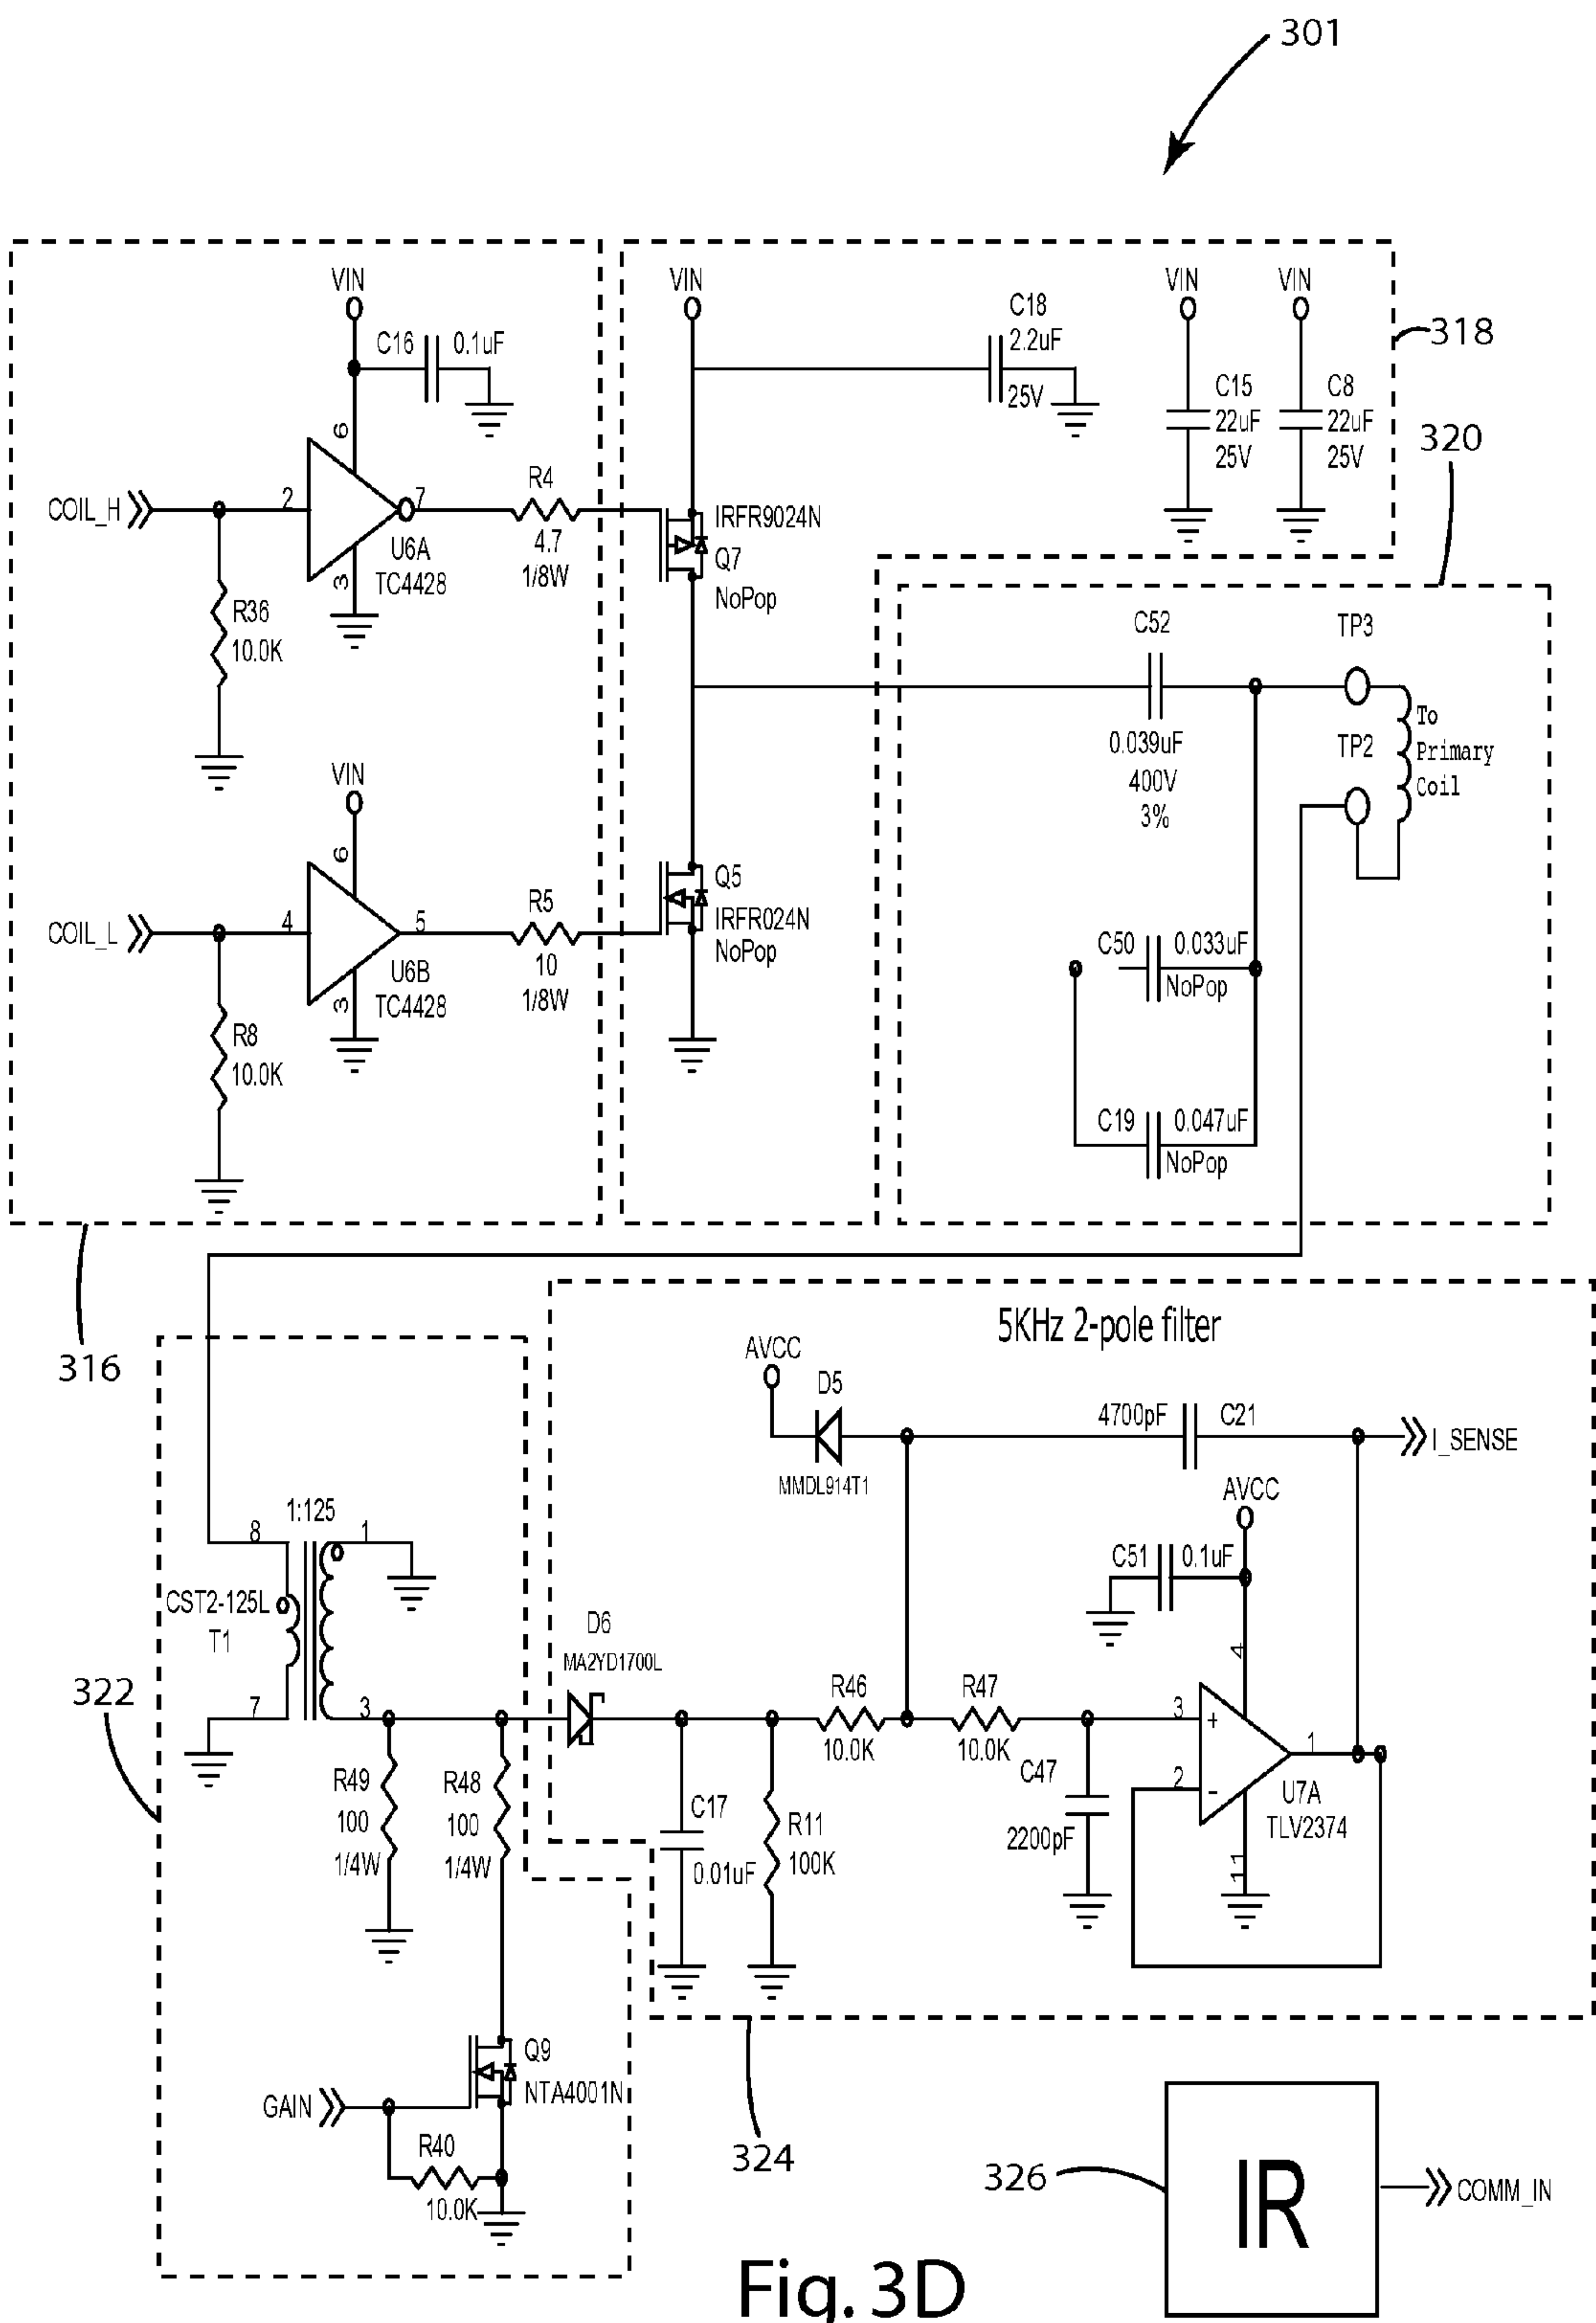 301
VIN
C16 0.1uF
6
COIL_H
2
7
U6A
TC4428
3
R36
10.0K
R4
4.7
1/8W
VIN
C18
2.2uF
25V
VIN
C15
22uF
25V
VIN
C8
22uF
25V
318
IRFR9024N
Q7
NoPop
320
C52
0.039uF
400V
3%
TP3
TP2
To
Primary
Coil
VIN
6
COIL_L
4
5
U6B
TC4428
3
R8
10.0K
R5
10
1/8W
Q5
IRFR024N
NoPop
C50 0.033uF
NoPop
C19 0.047uF
NoPop
316
5KHz 2-pole filter
AVCC
D5
MMDL914T1
4700pF C21
I_SENSE
AVCC
C51 0.1uF
4
1:125
8
1
CST2-125L
T1
7
3
322
D6
MA2YD1700L
R46
10.0K
R47
10.0K
3
+
2
-
1
U7A
TLV2374
11
C47
2200pF
R49
100
1/4W
R48
100
1/4W
C17
0.01uF
R11
100K
Q9
NTA4001N
GAIN
R40
10.0K
324
326
IR
COMM_IN
Fig. 3D